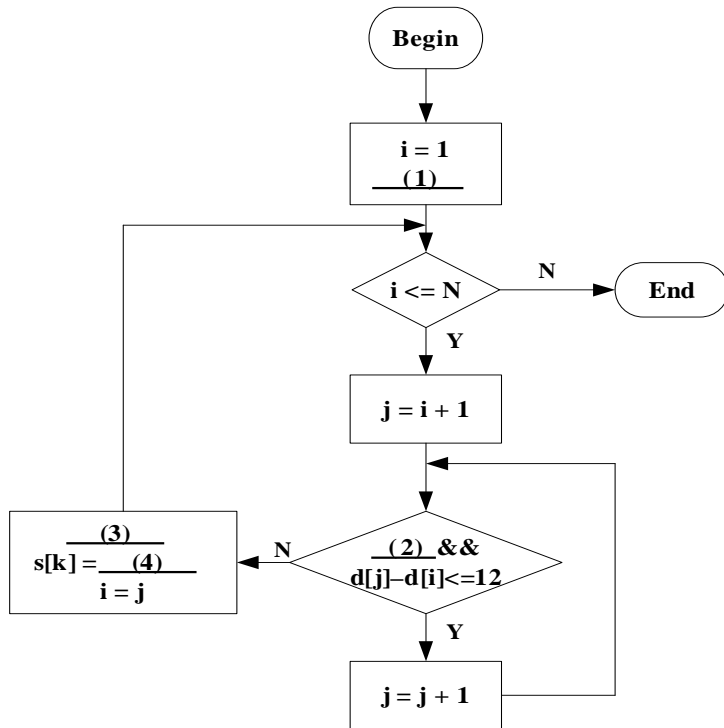 Begin
i = 1
(1)
i <= N
N
End
Y
j = i + 1
(3)
s[k] = (4)
i = j
N
(2) &&
d[j]–d[i]<=12
Y
j = j + 1